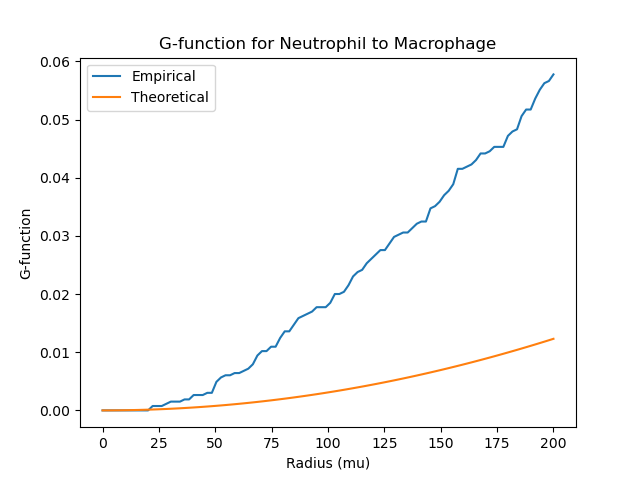 G-function for Neutrophil to Macrophage
Empirical
Theoretical
0.06
0.05
0.04
0.03
0.02
0.01
0.00
G-function
0 25 50 75 100 125 150 175 200
Radius (mu)